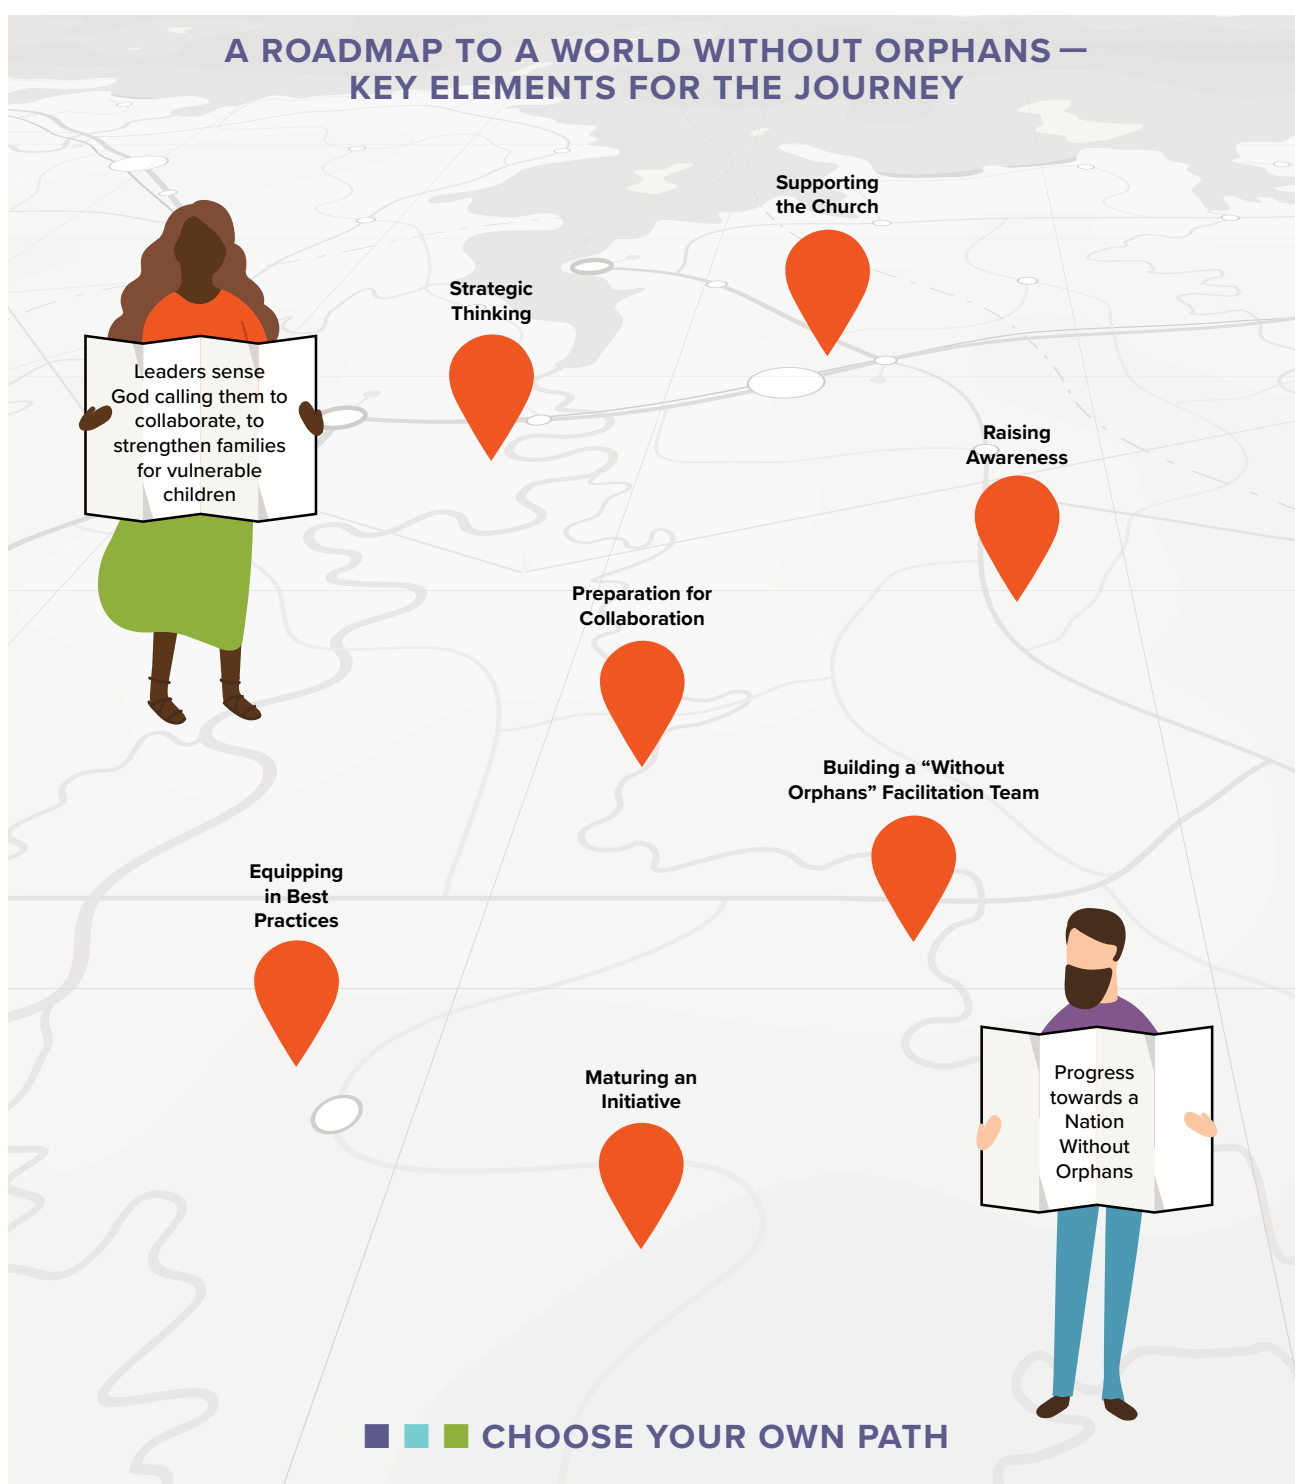 A ROADMAP TO A WORLD WITHOUT ORPHANS —
KEY ELEMENTS FOR THE JOURNEY
Supporting
the Church
Strategic
Thinking
Leaders sense
God calling them to
collaborate, to
strengthen families
for vulnerable
children
Raising
Awareness
Preparation for
Collaboration
Building a “Without
Orphans” Facilitation Team
Equipping
in Best
Practices
Maturing an
Initiative
Progress
towards a
Nation
Without
Orphans
CHOOSE YOUR OWN PATH